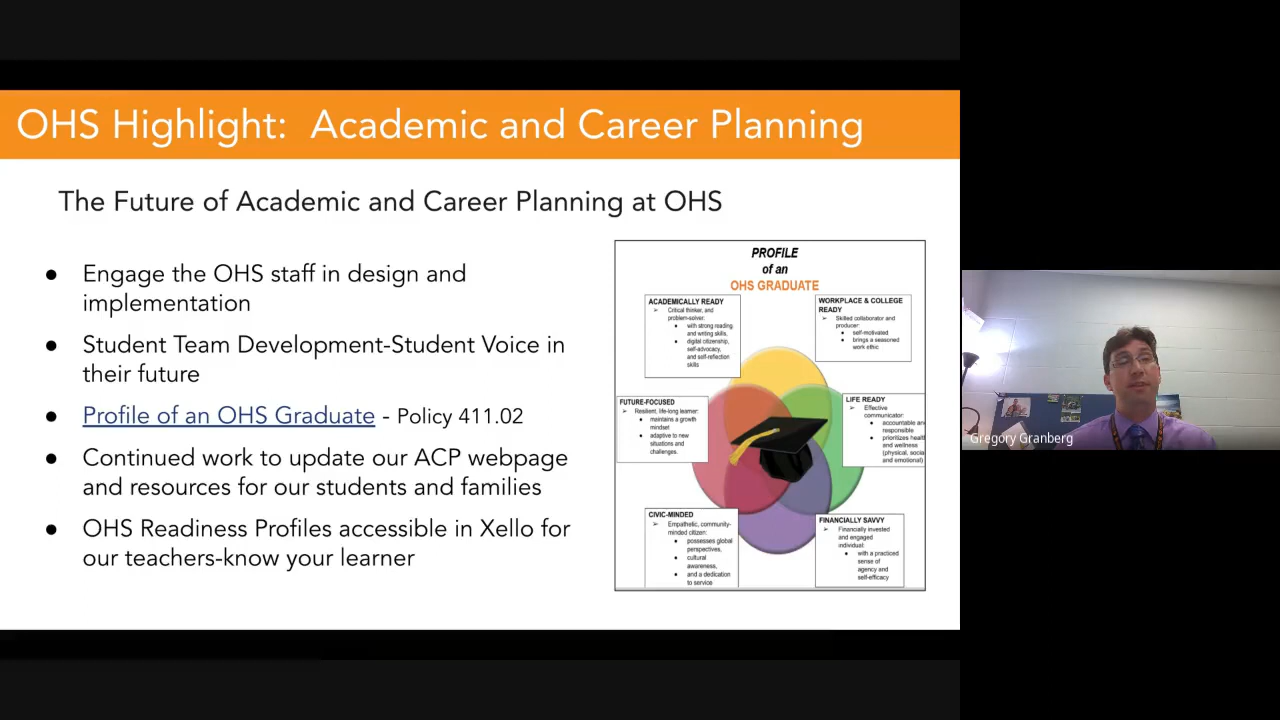 OHS Highlight: Academic and Career Planning
The Future of Academic and Career Planning at OHS
● Engage the OHS staff in design and
implementation
● Student Team Development-Student Voice in
their future
● Profile of an OHS Graduate - Policy 411.02
● Continued work to update our ACP webpage
and resources for our students and families
● OHS Readiness Profiles accessible in Xello for
our teachers-know your learner
PROFILE
of an
OHS GRADUATE
ACADEMICALLY READY
➢ Critical thinker, and
problem-solver:
● with strong reading
and writing skills,
● digital citizenship,
self-advocacy,
and self-reflection
skills
WORKPLACE & COLLEGE
READY
➢ Skilled collaborator and
producer:
● self-motivated
● brings a seasoned
work ethic
FUTURE-FOCUSED
➢ Resilient, life-long learner:
● maintains a growth
mindset
● adaptive to new
situations and
challenges.
LIFE READY
➢ Effective
communicator:
● accountable and
responsible
● prioritizes health
and wellness
(physical, social
and emotional)
CIVIC-MINDED
➢ Empathetic, community-
minded citizen:
● possesses global
perspectives,
● cultural
awareness,
● and a dedication
to service
FINANCIALLY SAVVY
➢ Financially invested
and engaged
individual:
● with a practiced
sense of
agency and
self-efficacy
Gregory Granberg